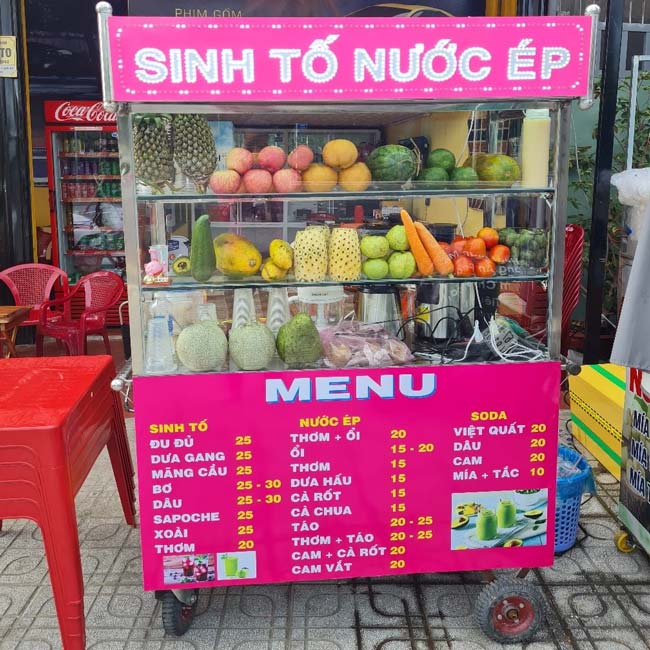 PHIM GỐM
SINH TỐ NƯỚC ÉP
Coca-Cola
MENU
SINH TỐ
ĐU ĐỦ 25
DƯA GANG 25
MÃNG CẦU 25
BƠ 25 - 30
DÂU 25 - 30
SAPOCHE 25
XOÀI 25
THƠM 20
NƯỚC ÉP
THƠM + ỔI 20
ỔI 15 - 20
THƠM 15
DƯA HẤU 15
CÀ RỐT 15
CÀ CHUA 15
TÁO 20 - 25
THƠM + TÁO 20 - 25
CAM + CÀ RỐT 20
CAM VẮT 20
SODA
VIỆT QUẤT 20
DÂU 20
CAM 20
MÍA + TẮC 10